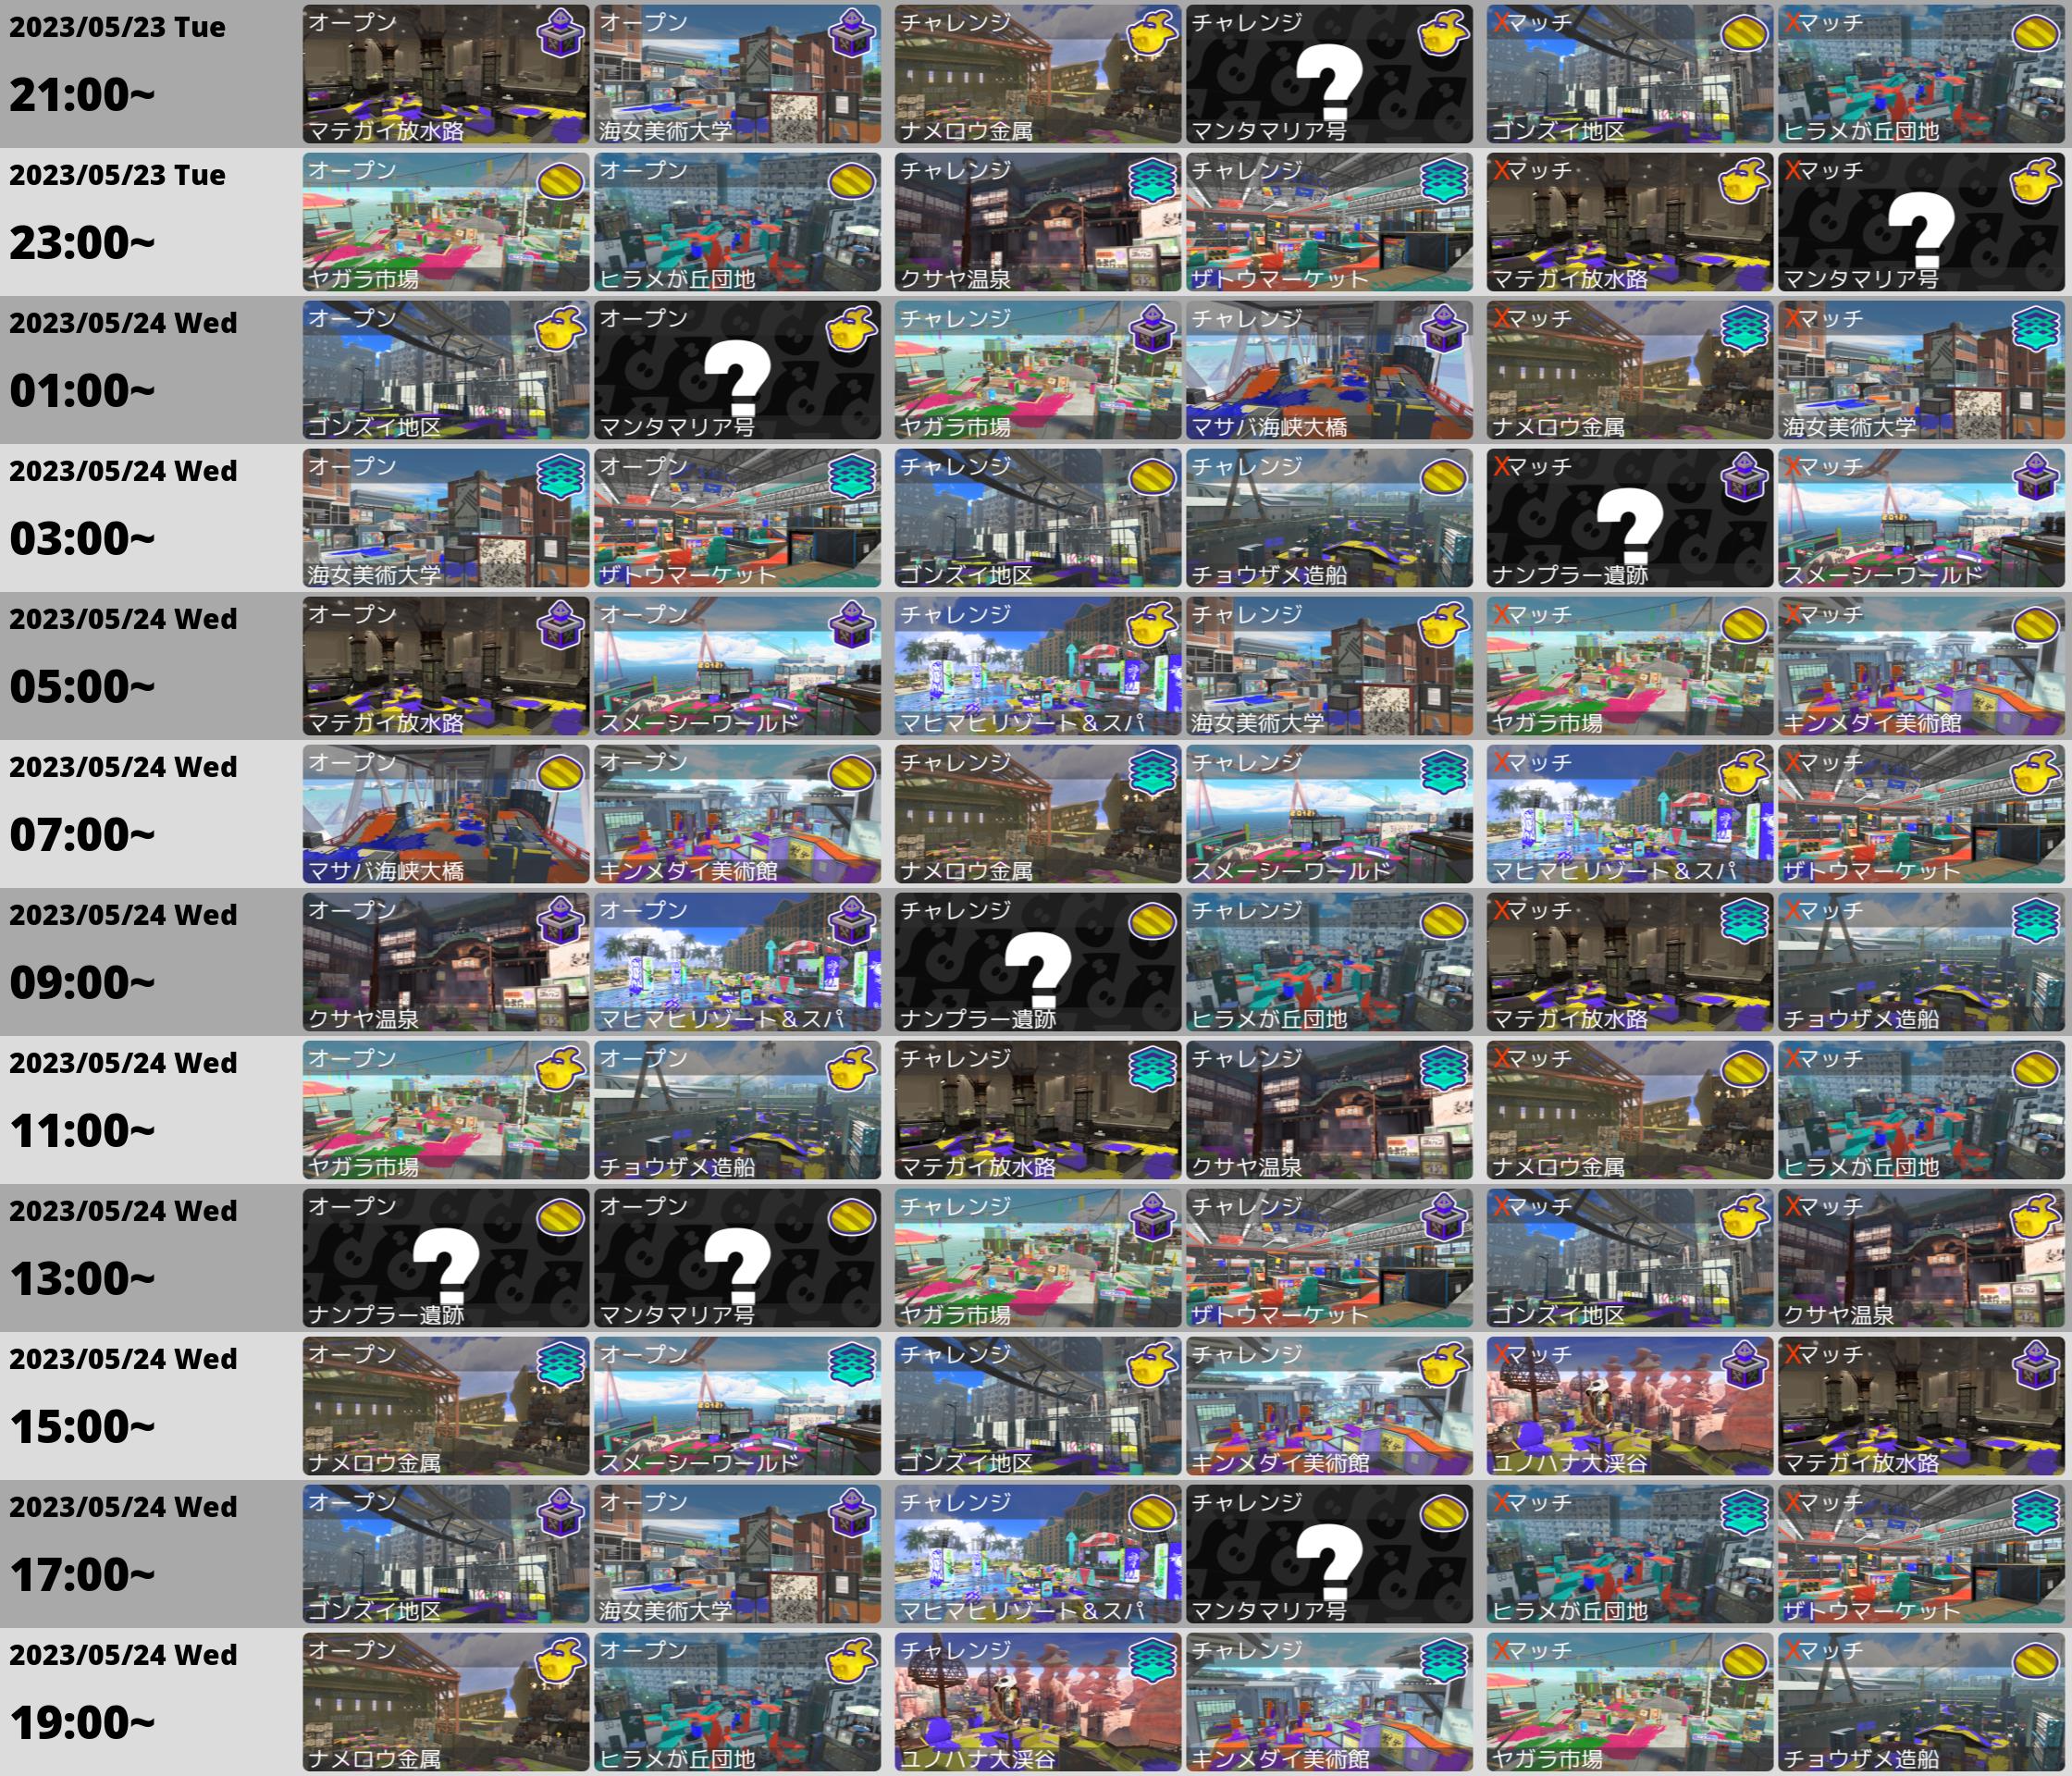 2023/05/23 Tue
21:00~
オープン
マテガイ放水路
オープン
海女美術大学
チャレンジ
ナメロウ金属
チャレンジ
?
マンタマリア号
Xマッチ
ゴンズイ地区
Xマッチ
ヒラメが丘団地
2023/05/23 Tue
23:00~
オープン
ヤガラ市場
オープン
ヒラメが丘団地
チャレンジ
クサヤ温泉
チャレンジ
ザトウマーケット
Xマッチ
マテガイ放水路
Xマッチ
?
マンタマリア号
2023/05/24 Wed
01:00~
オープン
ゴンズイ地区
オープン
?
マンタマリア号
チャレンジ
ヤガラ市場
チャレンジ
マサバ海峡大橋
Xマッチ
ナメロウ金属
Xマッチ
海女美術大学
2023/05/24 Wed
03:00~
オープン
海女美術大学
オープン
ザトウマーケット
チャレンジ
ゴンズイ地区
チャレンジ
チョウザメ造船
Xマッチ
?
ナンプラー遺跡
Xマッチ
スメーシーワールド
2023/05/24 Wed
05:00~
オープン
マテガイ放水路
オープン
スメーシーワールド
チャレンジ
マヒマヒリゾート&スパ
チャレンジ
海女美術大学
Xマッチ
ヤガラ市場
Xマッチ
キンメダイ美術館
2023/05/24 Wed
07:00~
オープン
マサバ海峡大橋
オープン
キンメダイ美術館
チャレンジ
ナメロウ金属
チャレンジ
スメーシーワールド
Xマッチ
マヒマヒリゾート&スパ
Xマッチ
ザトウマーケット
2023/05/24 Wed
09:00~
オープン
クサヤ温泉
オープン
マヒマヒリゾート&スパ
チャレンジ
?
ナンプラー遺跡
チャレンジ
ヒラメが丘団地
Xマッチ
マテガイ放水路
Xマッチ
チョウザメ造船
2023/05/24 Wed
11:00~
オープン
ヤガラ市場
オープン
チョウザメ造船
チャレンジ
マテガイ放水路
チャレンジ
クサヤ温泉
Xマッチ
ナメロウ金属
Xマッチ
ヒラメが丘団地
2023/05/24 Wed
13:00~
オープン
?
ナンプラー遺跡
オープン
?
マンタマリア号
チャレンジ
ヤガラ市場
チャレンジ
ザトウマーケット
Xマッチ
ゴンズイ地区
Xマッチ
クサヤ温泉
2023/05/24 Wed
15:00~
オープン
ナメロウ金属
オープン
スメーシーワールド
チャレンジ
ゴンズイ地区
チャレンジ
キンメダイ美術館
Xマッチ
ユノハナ大渓谷
Xマッチ
マテガイ放水路
2023/05/24 Wed
17:00~
オープン
ゴンズイ地区
オープン
海女美術大学
チャレンジ
マヒマヒリゾート&スパ
チャレンジ
?
マンタマリア号
Xマッチ
ヒラメが丘団地
Xマッチ
ザトウマーケット
2023/05/24 Wed
19:00~
オープン
ナメロウ金属
オープン
ヒラメが丘団地
チャレンジ
ユノハナ大渓谷
チャレンジ
キンメダイ美術館
Xマッチ
ヤガラ市場
Xマッチ
チョウザメ造船